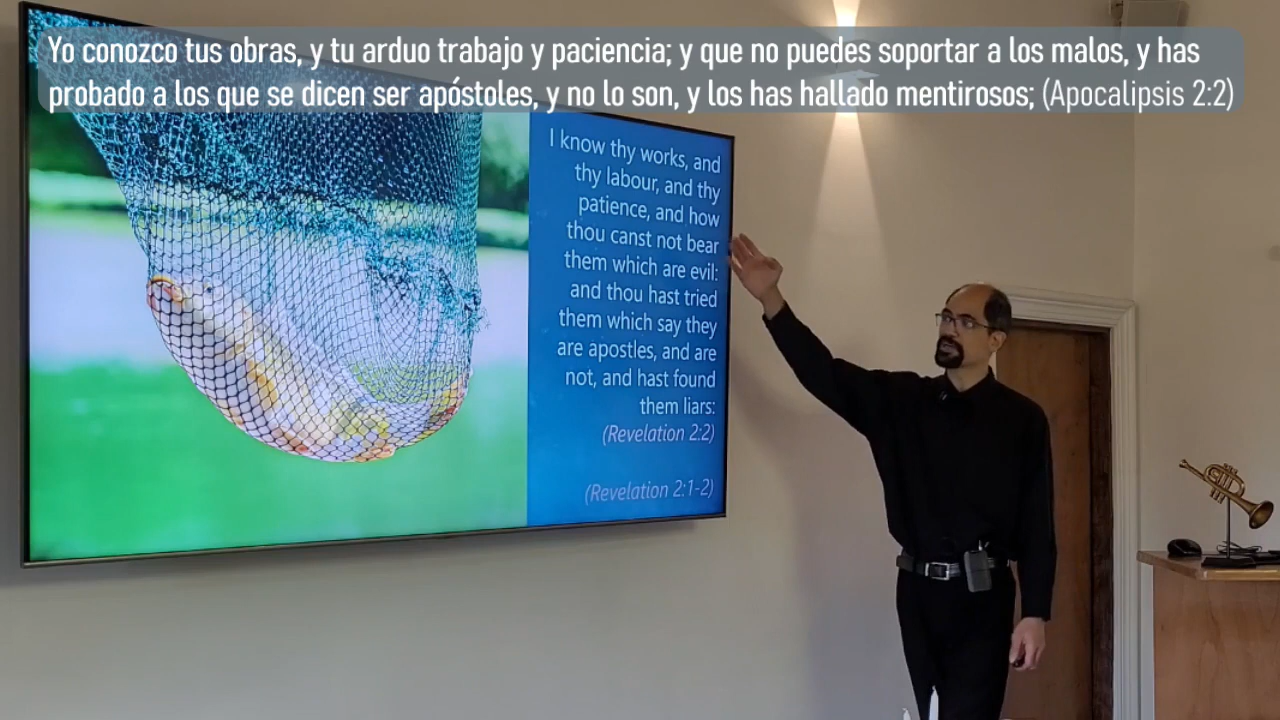 Yo conozco tus obras, y tu arduo trabajo y paciencia; y que no puedes soportar a los malos, y has
probado a los que se dicen ser apóstoles, y no lo son, y los has hallado mentirosos; (Apocalipsis 2:2)
I know thy works, and
thy labour, and thy
patience, and how
thou canst not bear
them which are evil:
and thou hast tried
them which say they
are apostles, and are
not, and hast found
them liars:
(Revelation 2:2)
(Revelation 2:1-2)